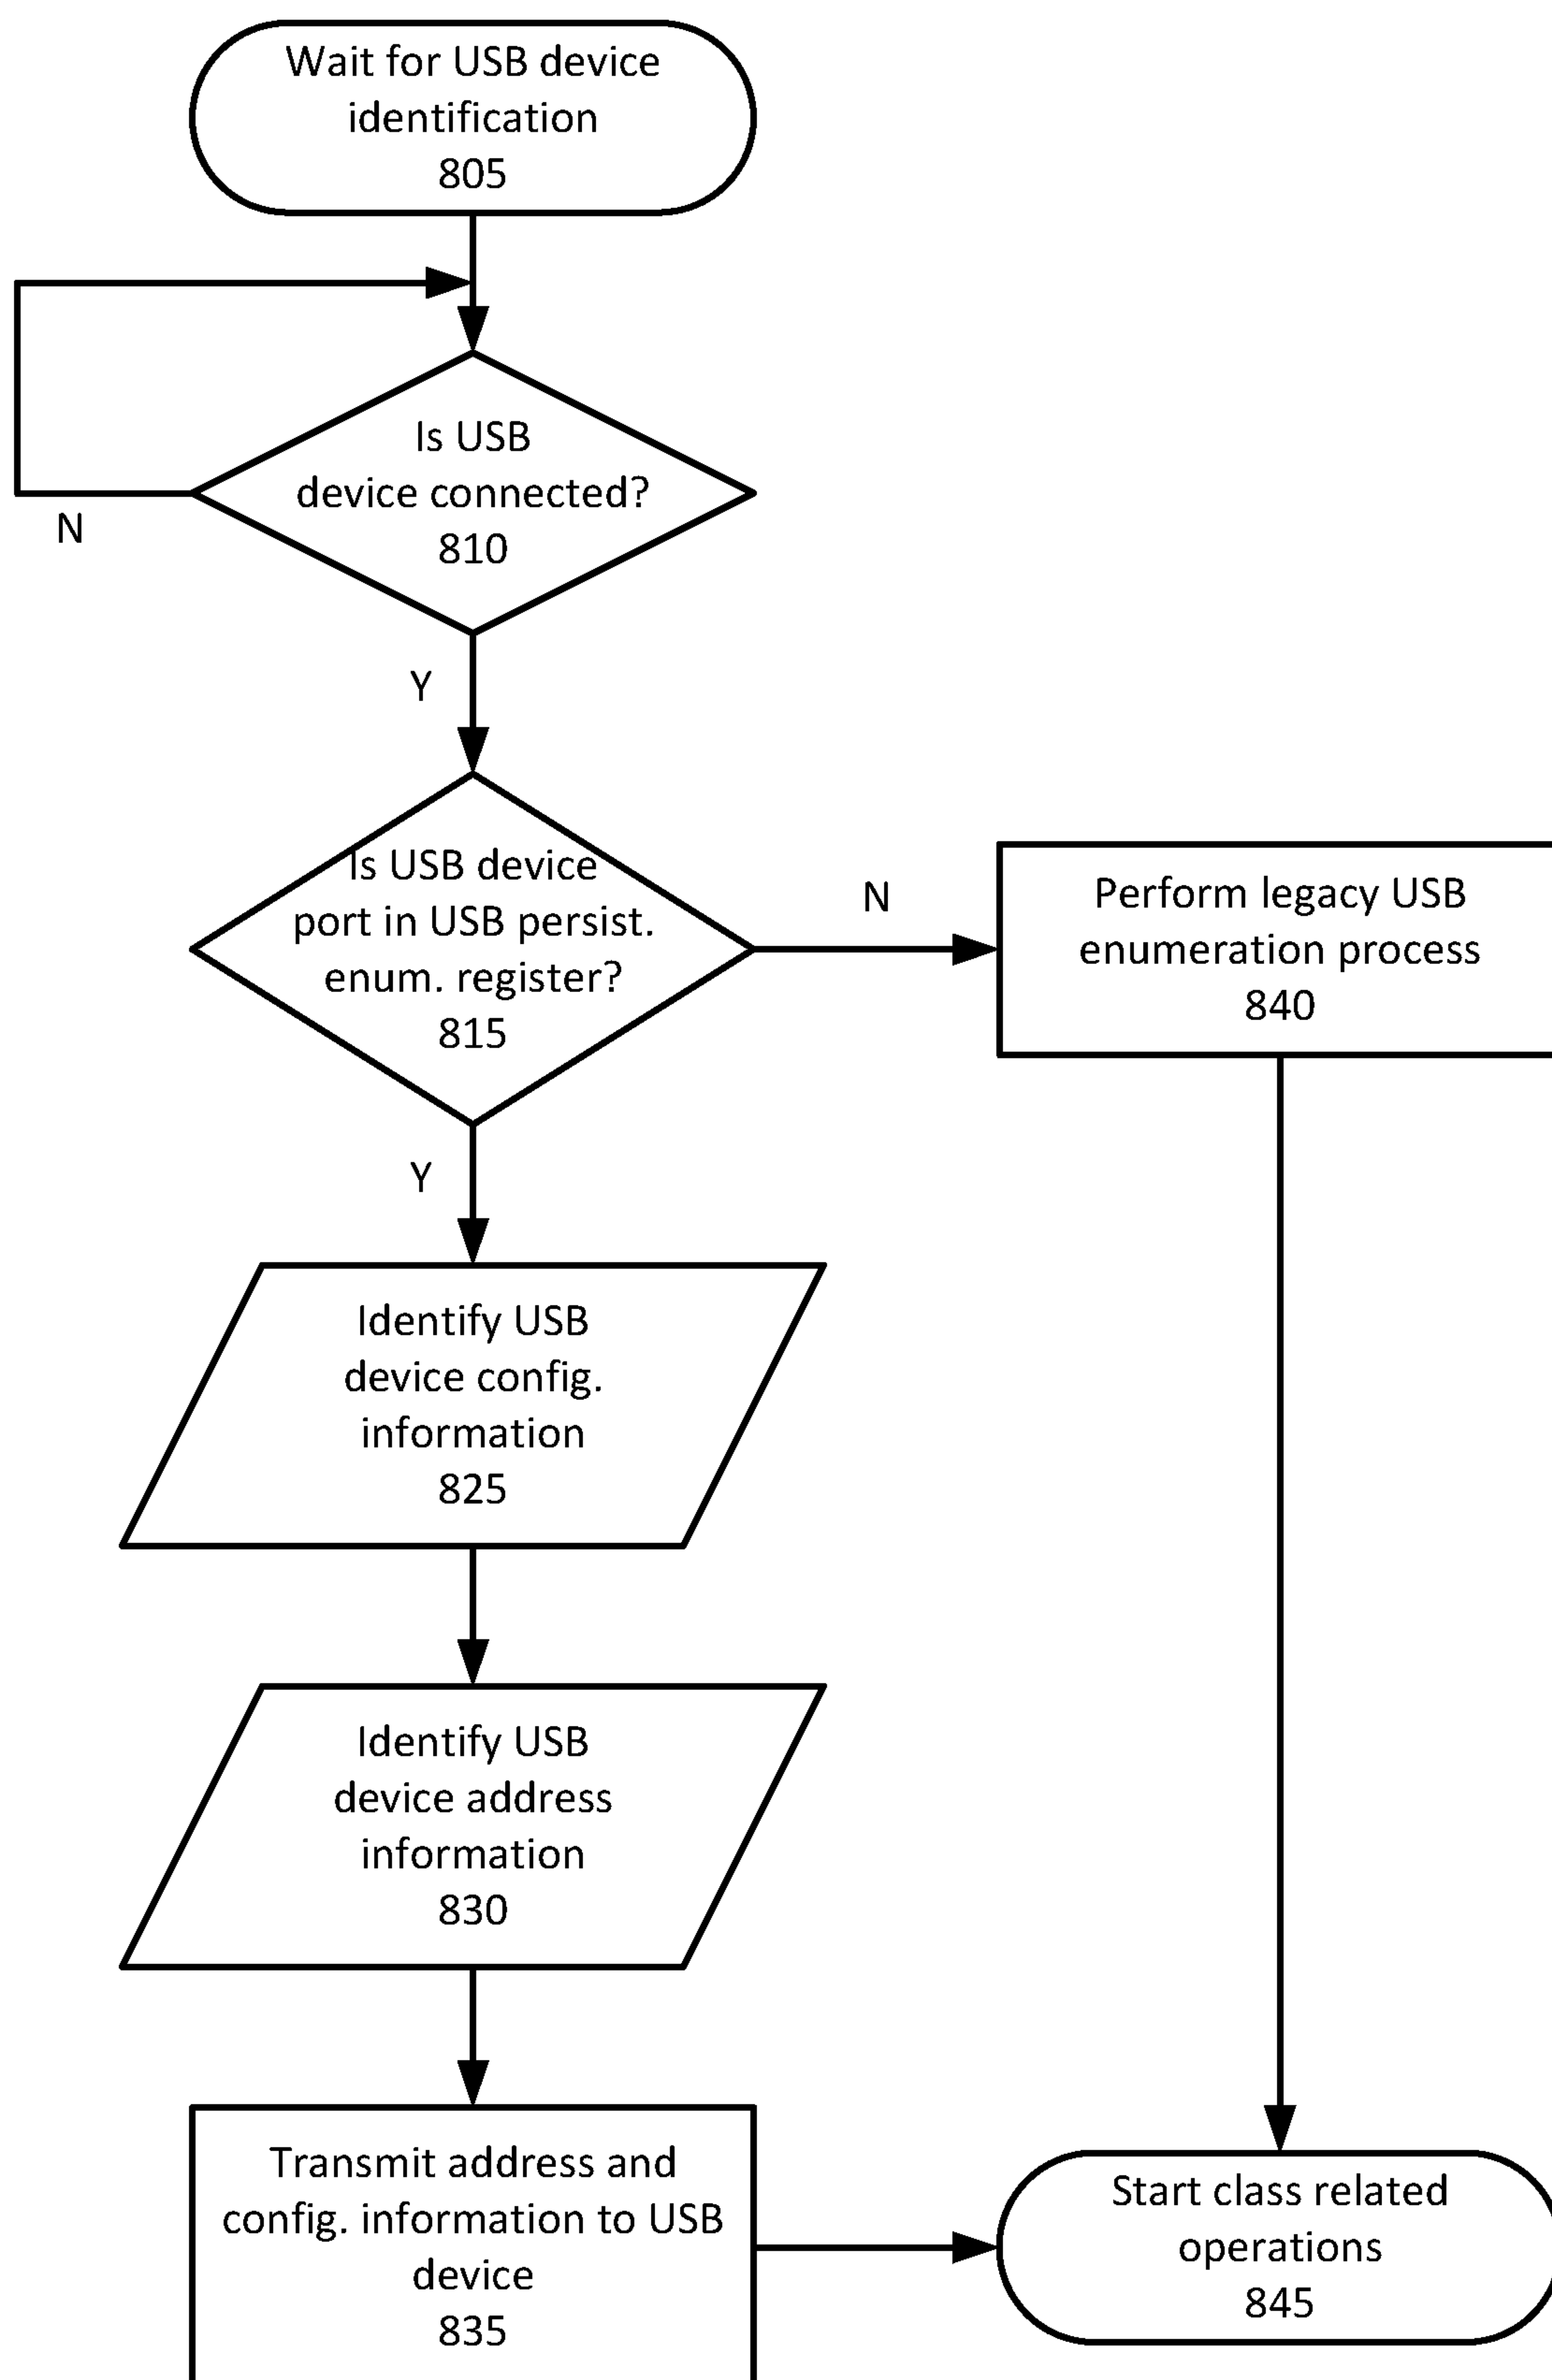 Wait for USB device
identification
805
Is USB
device connected?
810
N
Y
Is USB device
port in USB persist.
enum. register?
815
N
Perform legacy USB
enumeration process
840
Y
Identify USB
device config.
information
825
Identify USB
device address
information
830
Transmit address and
config. information to USB
device
835
Start class related
operations
845